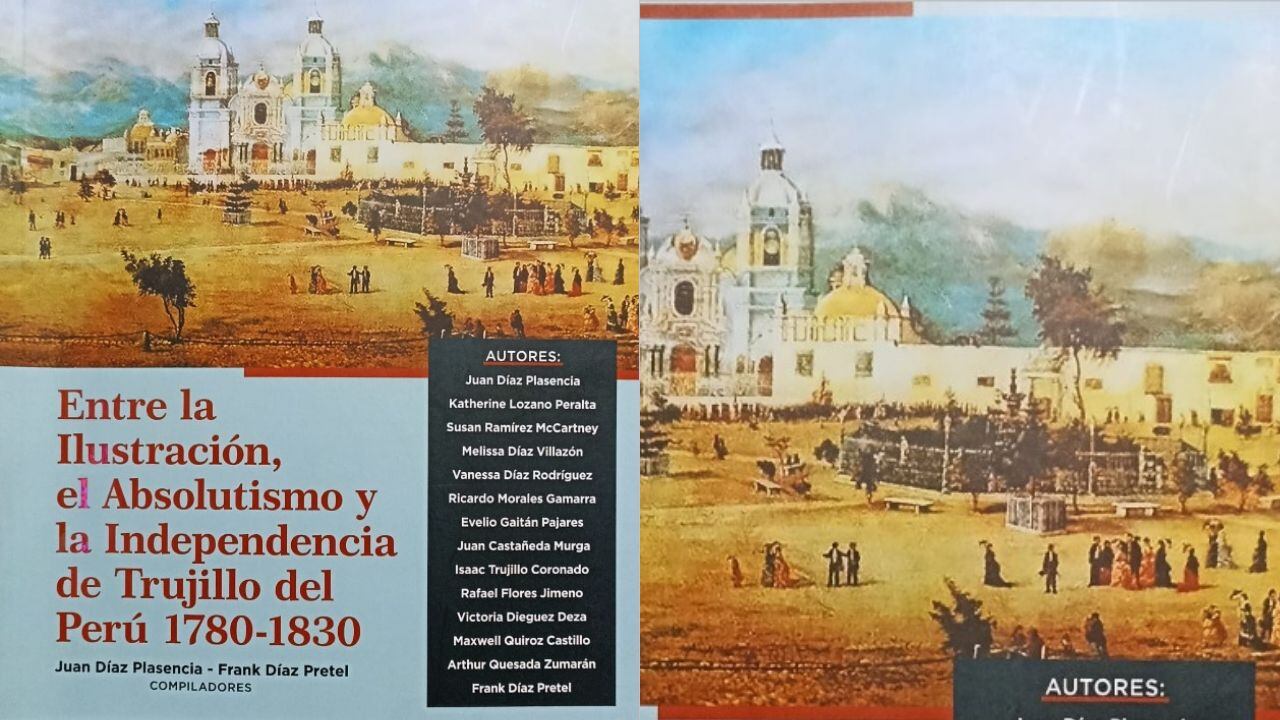 Entre la
Ilustración,
el Absolutismo y
la Independencia
de Trujillo del
Perú 1780-1830
Juan Díaz Plasencia - Frank Díaz Pretel
COMPILADORES
AUTORES:
Juan Díaz Plasencia
Katherine Lozano Peralta
Susan Ramírez McCartney
Melissa Díaz Villazón
Vanessa Díaz Rodríguez
Ricardo Morales Gamarra
Evelio Gaitán Pajares
Juan Castañeda Murga
Isaac Trujillo Coronado
Rafael Flores Jimeno
Victoria Dieguez Deza
Maxwell Quiroz Castillo
Arthur Quesada Zumarán
Frank Díaz Pretel
AUTORES: